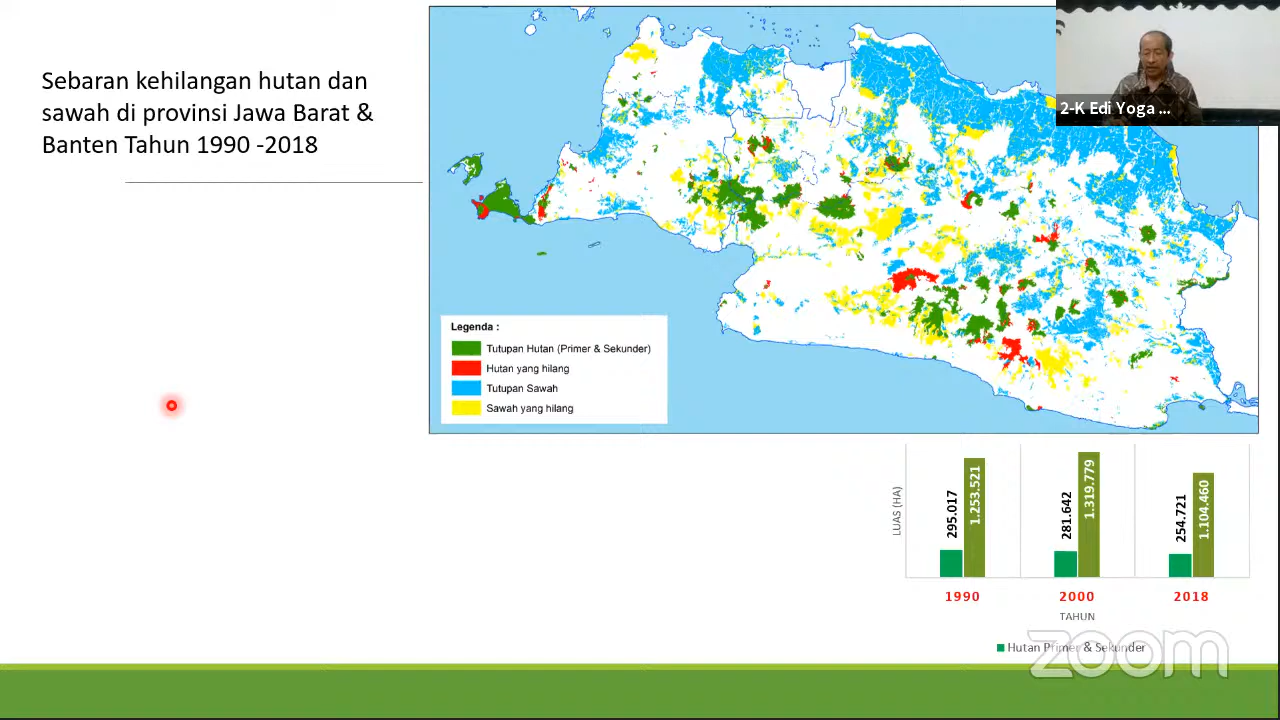 Sebaran kehilangan hutan dan
sawah di provinsi Jawa Barat &
Banten Tahun 1990 -2018
2-K Edi Yoga ...
Legenda :
Tutupan Hutan (Primer & Sekunder)
Hutan yang hilang
Tutupan Sawah
Sawah yang hilang
LUAS (HA)
295.017
1.253.521
281.642
1.319.779
254.721
1.104.460
1990
2000
2018
TAHUN
Hutan Primer & Sekunder
zoom